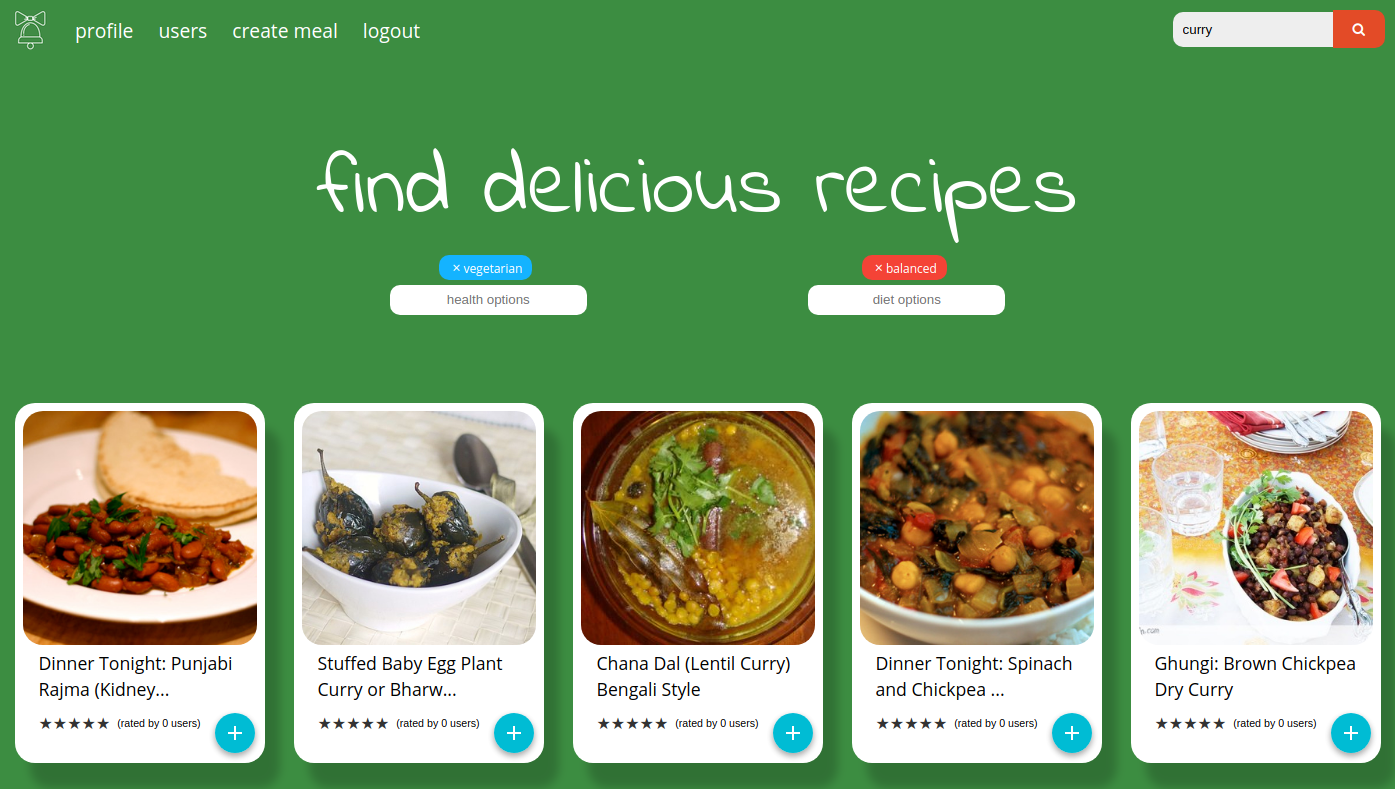 profile users create meal logout curry
find delicious recipes
× vegetarian × balanced
health options diet options
Dinner Tonight: Punjabi
Rajma (Kidney...
★★★★★ (rated by 0 users) +
Stuffed Baby Egg Plant
Curry or Bharw...
★★★★★ (rated by 0 users) +
Chana Dal (Lentil Curry)
Bengali Style
★★★★★ (rated by 0 users) +
Dinner Tonight: Spinach
and Chickpea ...
★★★★★ (rated by 0 users) +
h.com
Ghungi: Brown Chickpea
Dry Curry
★★★★★ (rated by 0 users) +